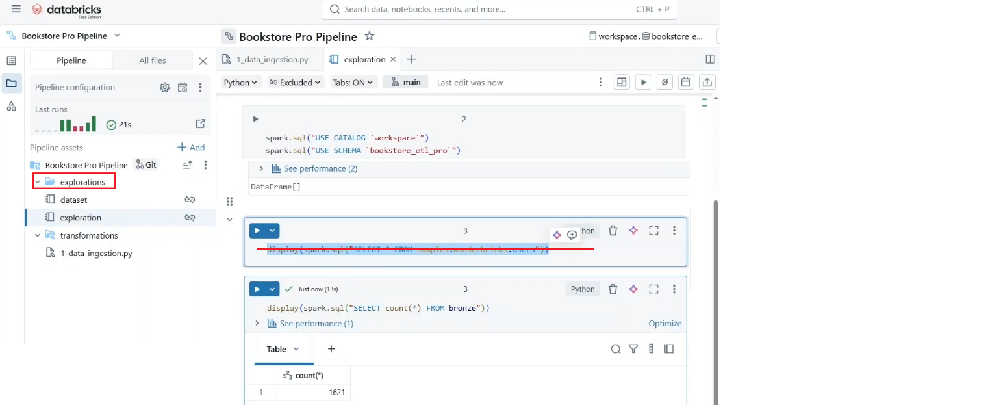 databricks
Free Edition
Search data, notebooks, recents, and more...
CTRL + P
Bookstore Pro Pipeline
Bookstore Pro Pipeline
workspace.
bookstore_e...
Pipeline
All files
1_data_ingestion.py
exploration
Pipeline configuration
Python
Excluded
Tabs: ON
main
Last edit was now
Last runs
21s
Pipeline assets
Add
Bookstore Pro Pipeline
Git
explorations
dataset
exploration
transformations
1_data_ingestion.py
2
spark.sql("USE CATALOG `workspace`")
spark.sql("USE SCHEMA `bookstore_etl_pro`")
See performance (2)
DataFrame[]
3
display(spark.sql("SELECT * FROM samples.wanderbricks.users"))
Just now (13s)
3
Python
display(spark.sql("SELECT count(*) FROM bronze"))
See performance (1)
Optimize
Table
123 count(*)
1
1621